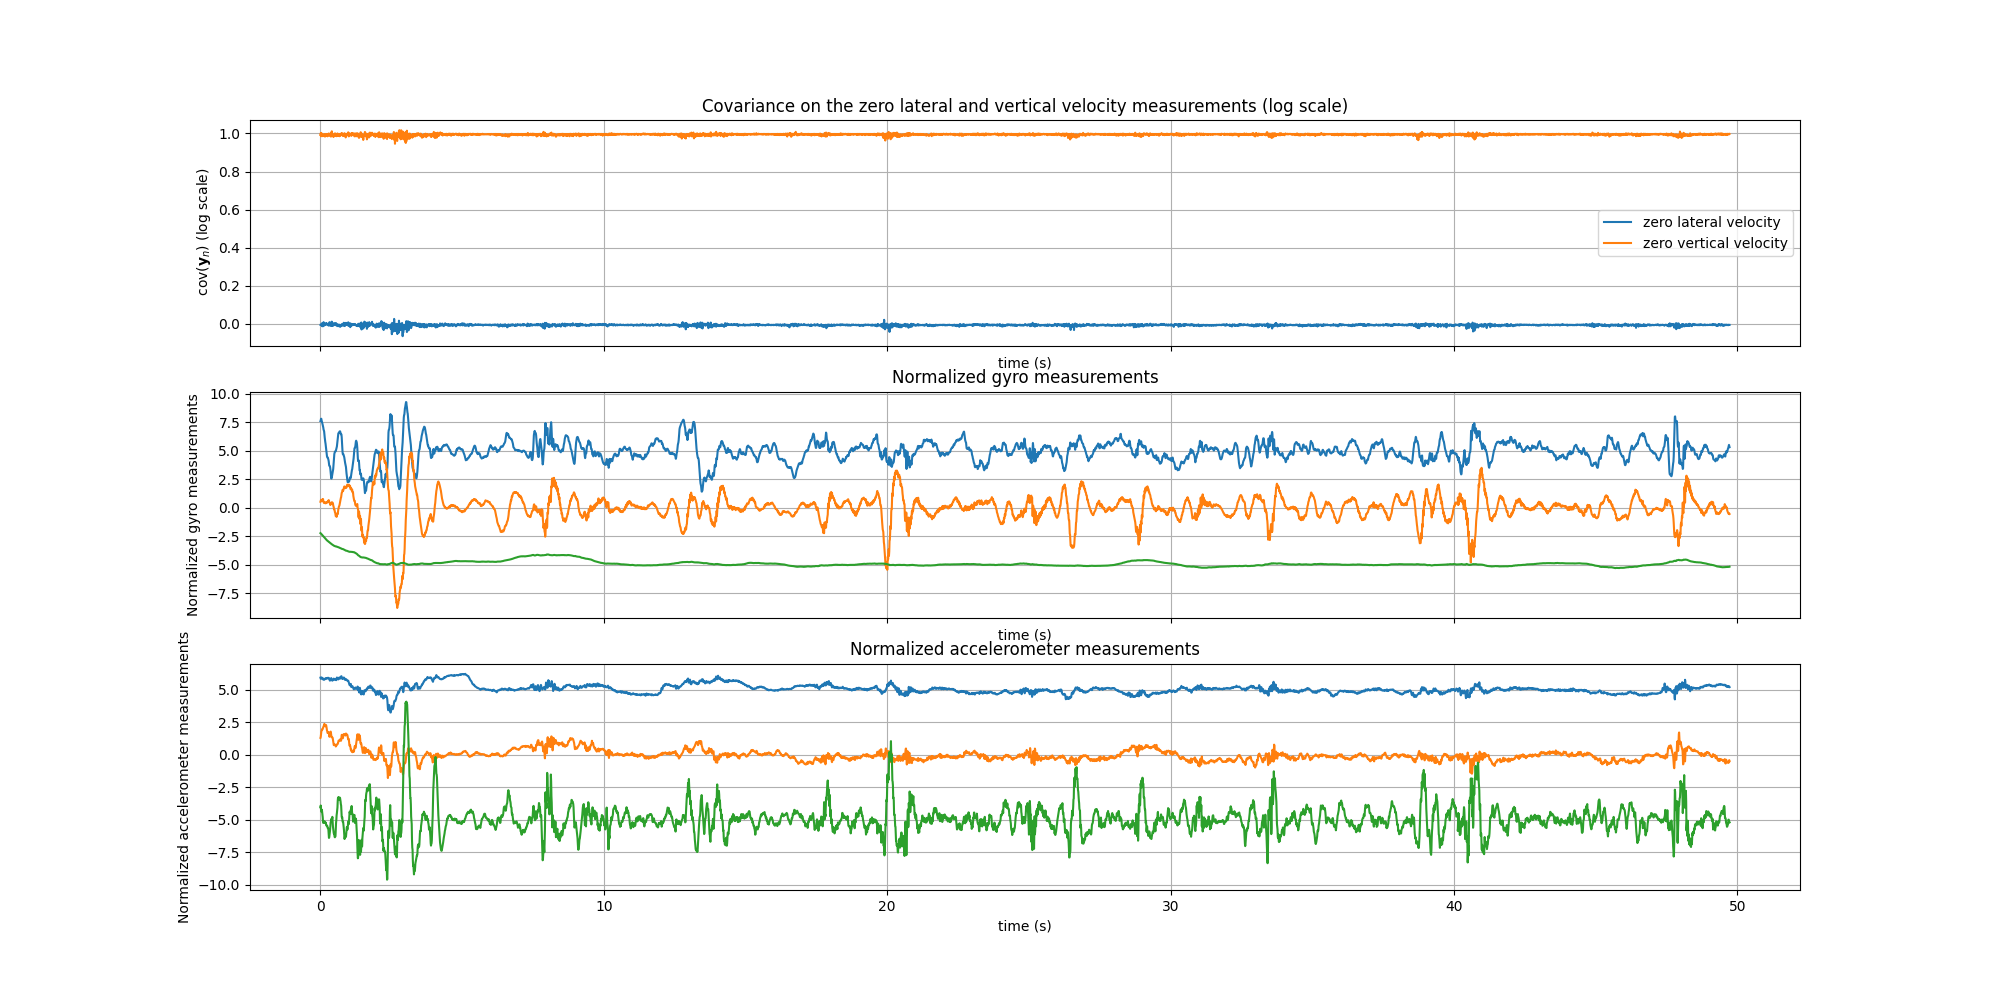 Covariance on the zero lateral and vertical velocity measurements (log scale)
cov(𝐲ₙ) (log scale)
1.0
0.8
0.6
0.4
0.2
0.0
zero lateral velocity
zero vertical velocity
time (s)
Normalized gyro measurements
Normalized gyro measurements
10.0
7.5
5.0
2.5
0.0
−2.5
−5.0
−7.5
time (s)
Normalized accelerometer measurements
Normalized accelerometer measurements
5.0
2.5
0.0
−2.5
−5.0
−7.5
−10.0
0 10 20 30 40 50
time (s)